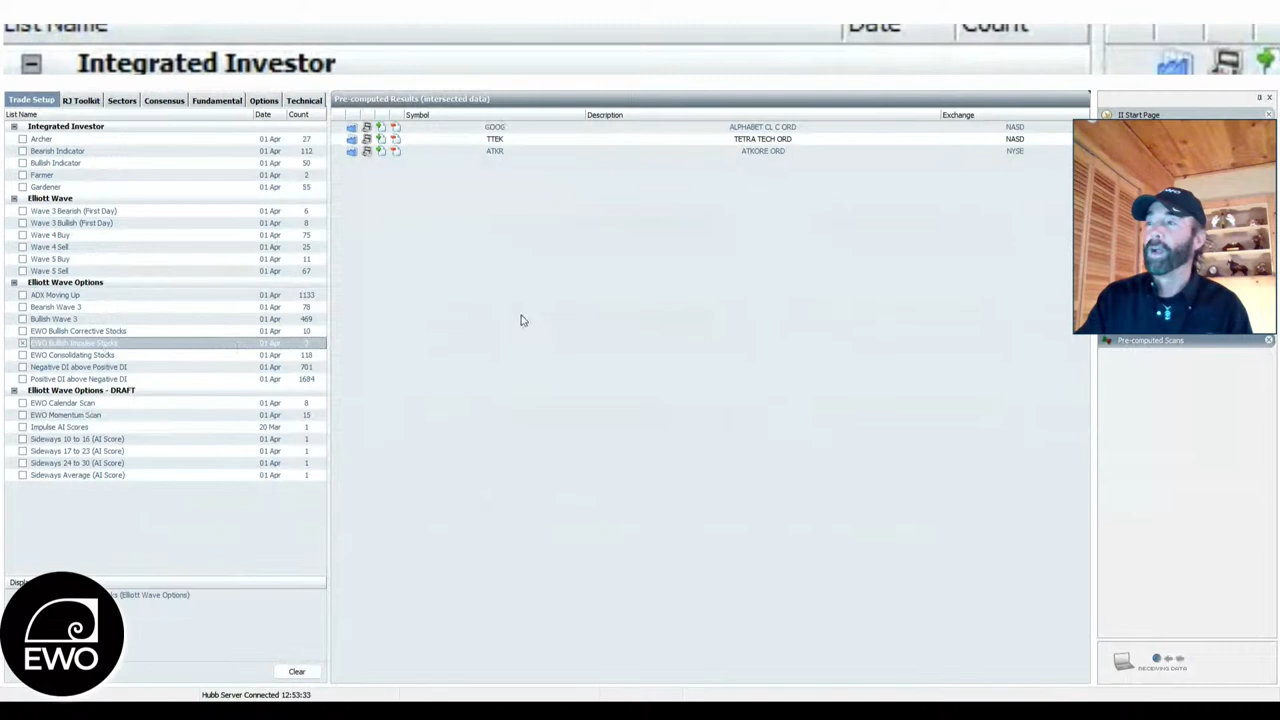 List Name Date Count
Integrated Investor
Trade Setup RJ Toolkit Sectors Consensus Fundamental Options Technical
Pre-computed Results (intersected data)
List Name Date Count
Symbol Description Exchange
II Start Page
Integrated Investor
Archer 01 Apr 27
Bearish Indicator 01 Apr 112
Bullish Indicator 01 Apr 50
Farmer 01 Apr 2
Gardener 01 Apr 55
Elliott Wave
Wave 3 Bearish (First Day) 01 Apr 6
Wave 3 Bullish (First Day) 01 Apr 8
Wave 4 Buy 01 Apr 75
Wave 4 Sell 01 Apr 25
Wave 5 Buy 01 Apr 11
Wave 5 Sell 01 Apr 67
Elliott Wave Options
ADX Moving Up 01 Apr 1133
Bearish Wave 3 01 Apr 78
Bullish Wave 3 01 Apr 469
EWO Bullish Corrective Stocks 01 Apr 10
EWO Bullish Impulse Stocks 01 Apr 3
EWO Consolidating Stocks 01 Apr 118
Negative DI above Positive DI 01 Apr 701
Positive DI above Negative DI 01 Apr 1684
Elliott Wave Options - DRAFT
EWO Calendar Scan 01 Apr 8
EWO Momentum Scan 01 Apr 15
Impulse AI Scores 20 Mar 1
Sideways 10 to 16 (AI Score) 01 Apr 1
Sideways 17 to 23 (AI Score) 01 Apr 1
Sideways 24 to 30 (AI Score) 01 Apr 1
Sideways Average (AI Score) 01 Apr 1
GOOG ALPHABET CL C ORD NASD
TTEK TETRA TECH ORD NASD
ATKR ATKORE ORD NYSE
EWO
Pre-computed Scans
Displ
ks (Elliott Wave Options)
EWO
Clear
RECEIVING DATA
Hubb Server Connected 12:53:33